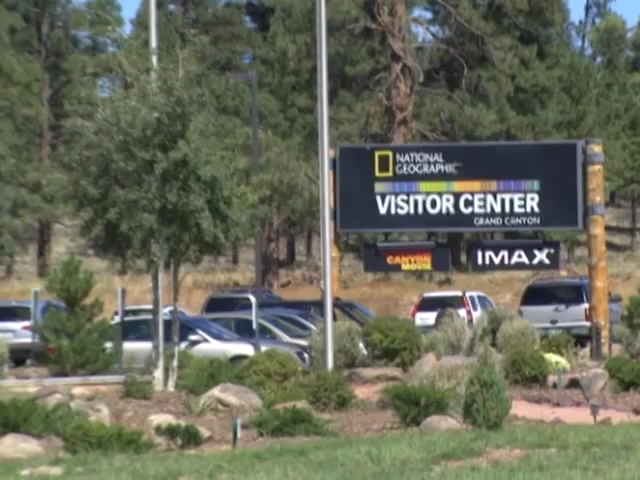 NATIONAL
GEOGRAPHIC
VISITOR CENTER
GRAND CANYON
CANYON
MOVIE
IMAX